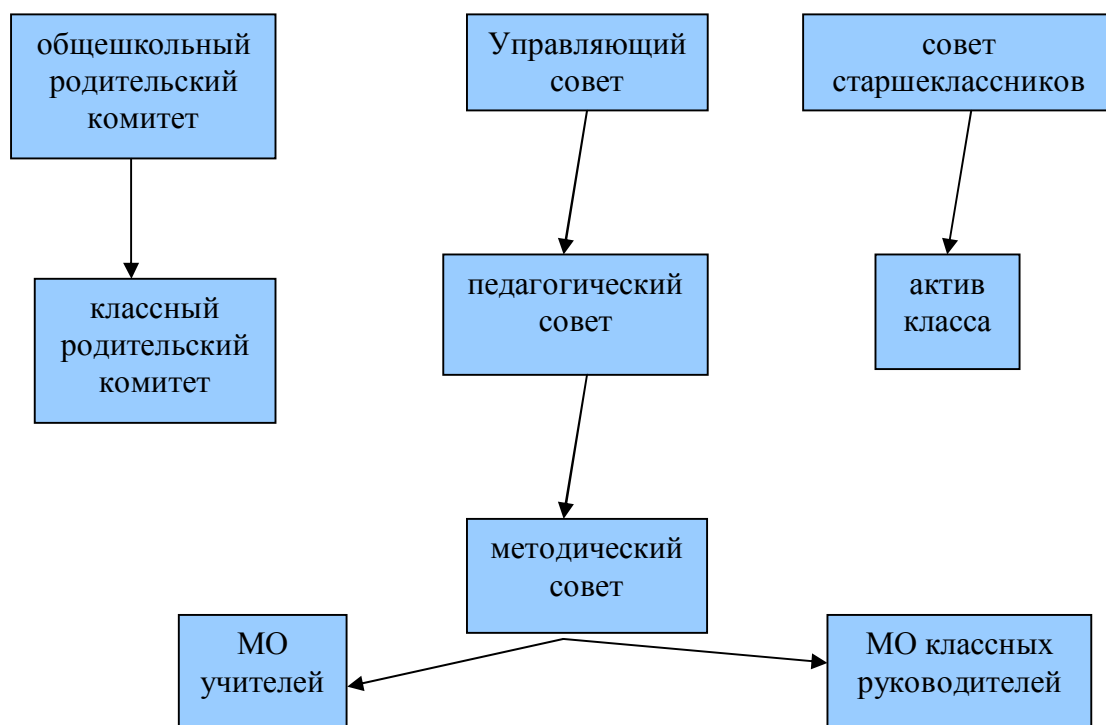 общешкольный
родительский
комитет
Управляющий
совет
совет
старшеклассников
классный
родительский
комитет
педагогический
совет
актив
класса
методический
совет
МО
учителей
МО классных
руководителей